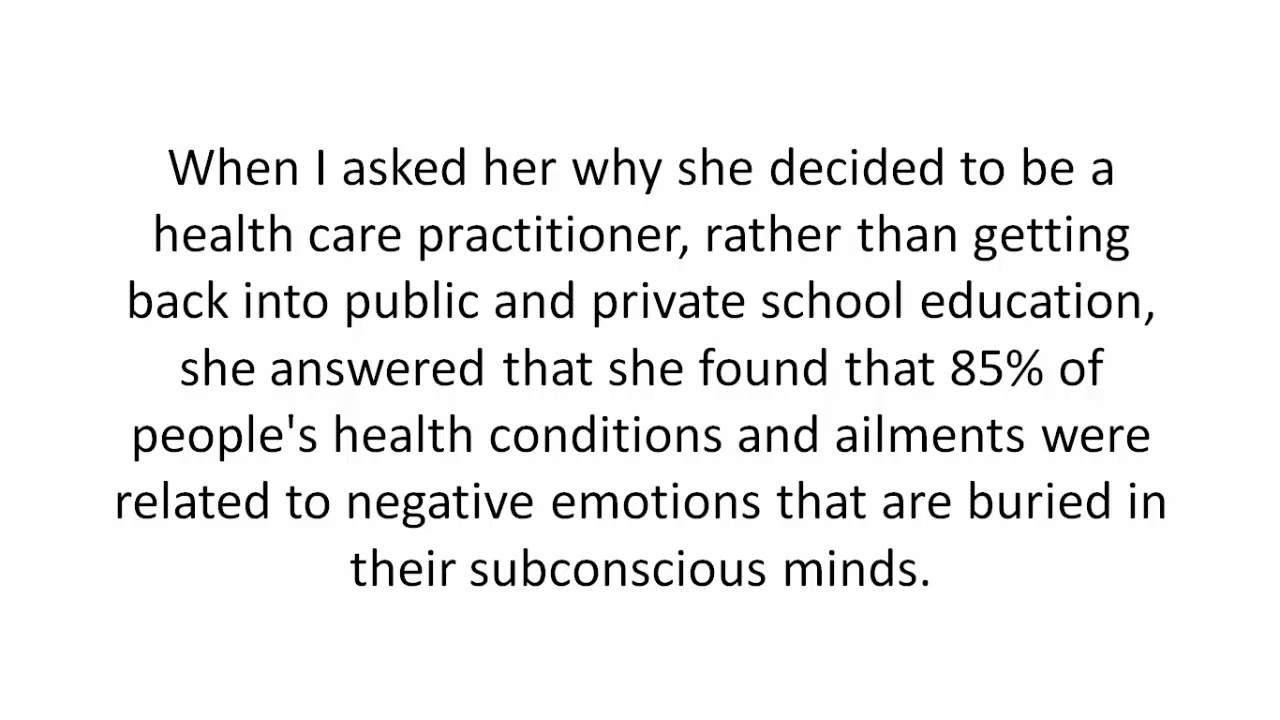 When I asked her why she decided to be a
health care practitioner, rather than getting
back into public and private school education,
she answered that she found that 85% of
people's health conditions and ailments were
related to negative emotions that are buried in
their subconscious minds.